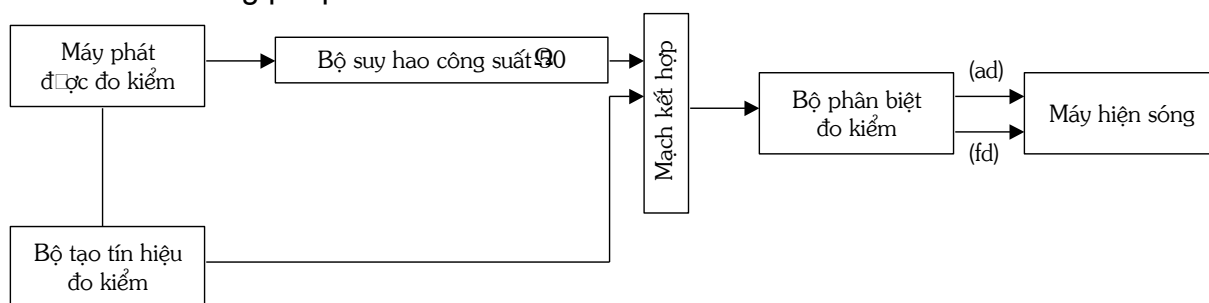 Máy phát
đ□ợc đo kiểm
Bộ suy hao công suất 50Ω
Mạch kết hợp
Bộ phân biệt
đo kiểm
(ad)
(fd)
Máy hiện sóng
Bộ tạo tín hiệu
đo kiểm